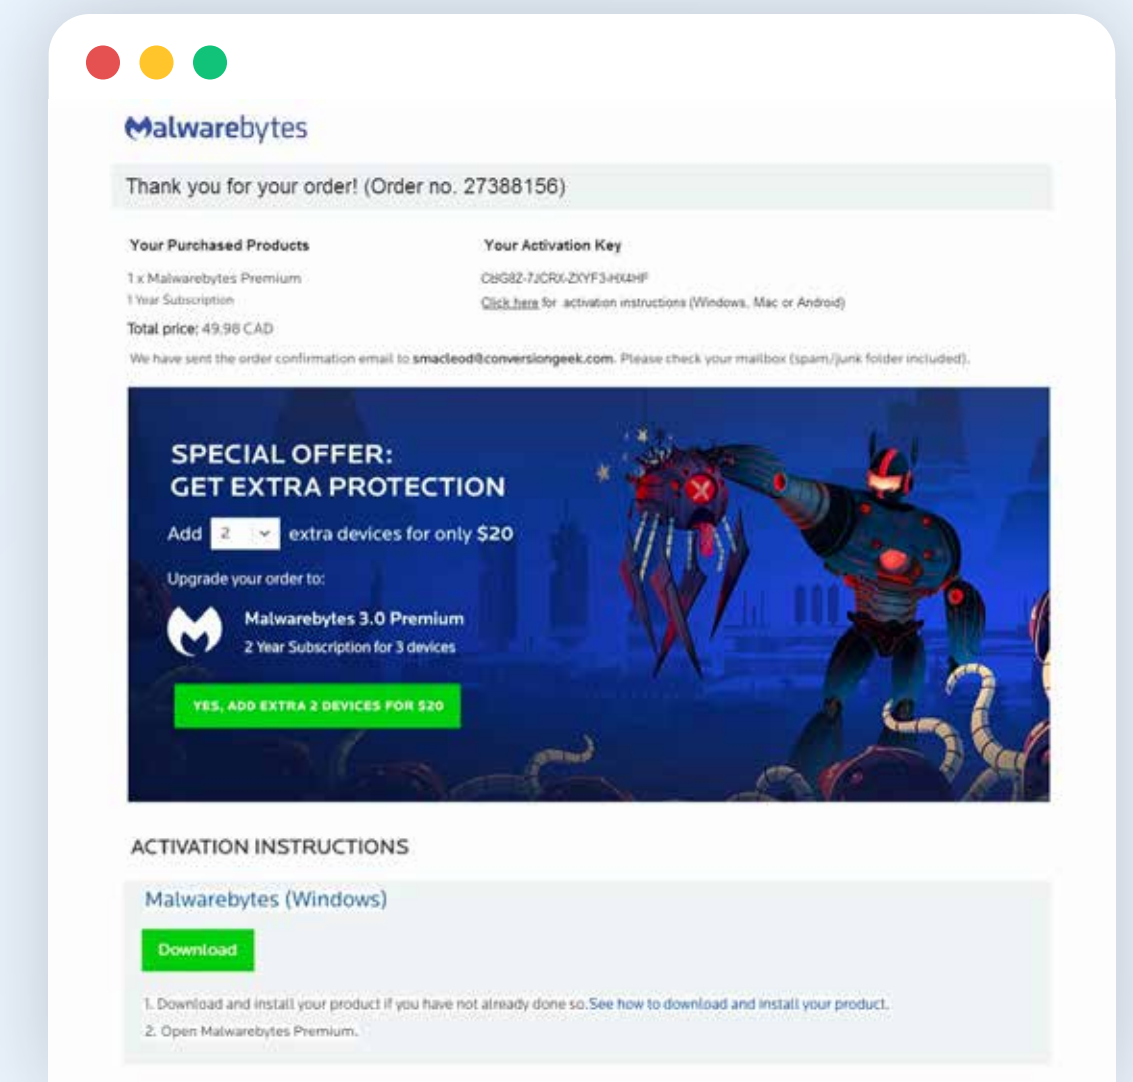 Malwarebytes
Thank you for your order! (Order no. 27388156)
Your Purchased Products
Your Activation Key
1 x Malwarebytes Premium
1 Year Subscription
Click here for activation instructions (Windows, Mac or Android)
Total price: 49.98 CAD
We have sent the order confirmation email to smacleod@conversiongeek.com. Please check your mailbox (spam/junk folder included).
SPECIAL OFFER:
GET EXTRA PROTECTION
Add 2 extra devices for only $20
Upgrade your order to:
Malwarebytes 3.0 Premium
2 Year Subscription for 3 devices
YES, ADD EXTRA 2 DEVICES FOR $20
ACTIVATION INSTRUCTIONS
Malwarebytes (Windows)
Download
1. Download and install your product if you have not already done so.See how to download and install your product.
2. Open Malwarebytes Premium.